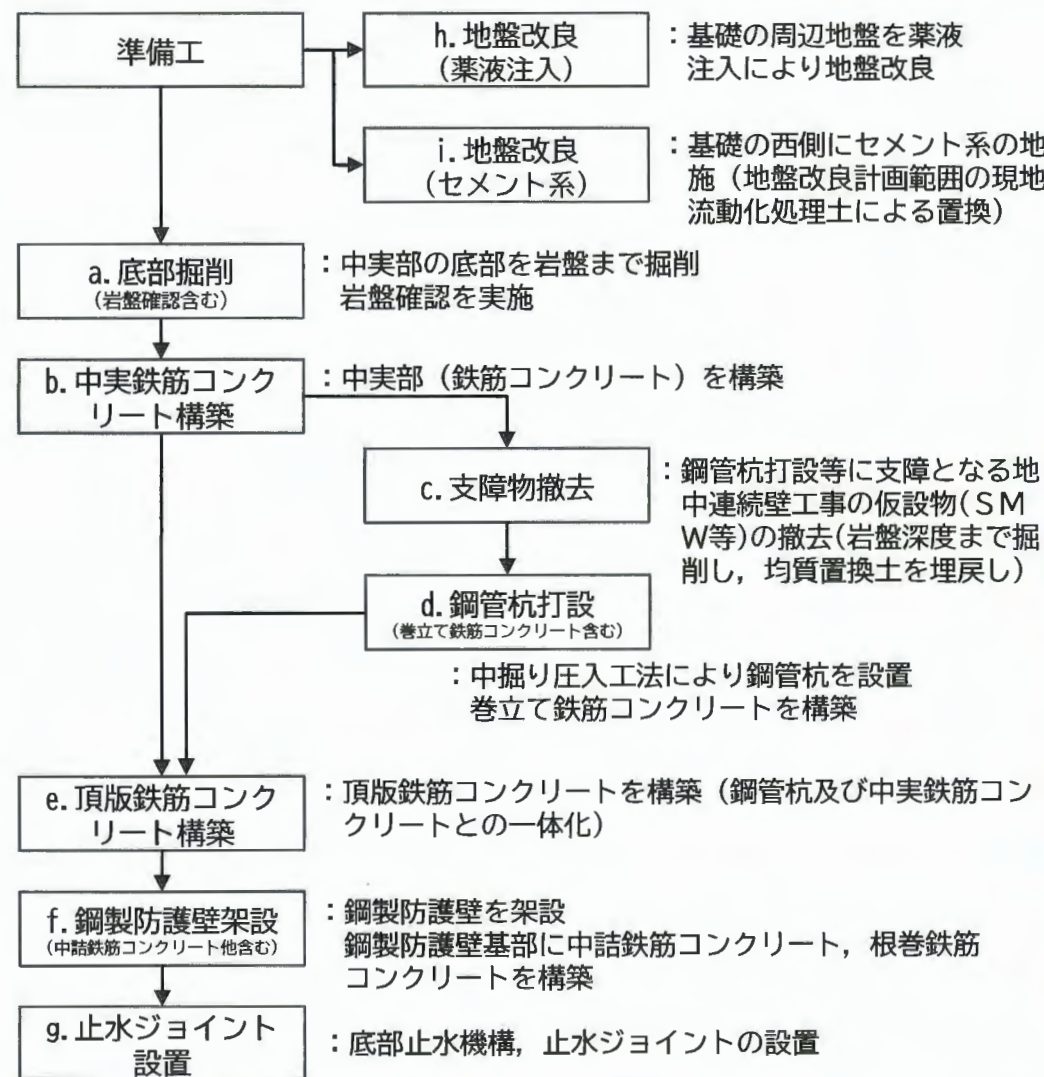 準備工
h.地盤改良
(薬液注入)
：基礎の周辺地盤を薬液
注入により地盤改良
i.地盤改良
(セメント系)
：基礎の西側にセメント系の地
施（地盤改良計画範囲の現地
流動化処理土による置換）
a.底部掘削
(岩盤確認含む)
：中実部の底部を岩盤まで掘削
岩盤確認を実施
b.中実鉄筋コンク
リート構築
：中実部（鉄筋コンクリート）を構築
c.支障物撤去
：鋼管杭打設等に支障となる地
中連続壁工事の仮設物(ＳＭ
Ｗ等)の撤去(岩盤深度まで掘
削し，均質置換土を埋戻し)
d.鋼管杭打設
(巻立て鉄筋コンクリート含む)
：中掘り圧入工法により鋼管杭を設置
巻立て鉄筋コンクリートを構築
e.頂版鉄筋コンク
リート構築
：頂版鉄筋コンクリートを構築（鋼管杭及び中実鉄筋コン
クリートとの一体化）
f.鋼製防護壁架設
(中詰鉄筋コンクリート他含む)
：鋼製防護壁を架設
鋼製防護壁基部に中詰鉄筋コンクリート，根巻鉄筋
コンクリートを構築
g.止水ジョイント
設置
：底部止水機構，止水ジョイントの設置